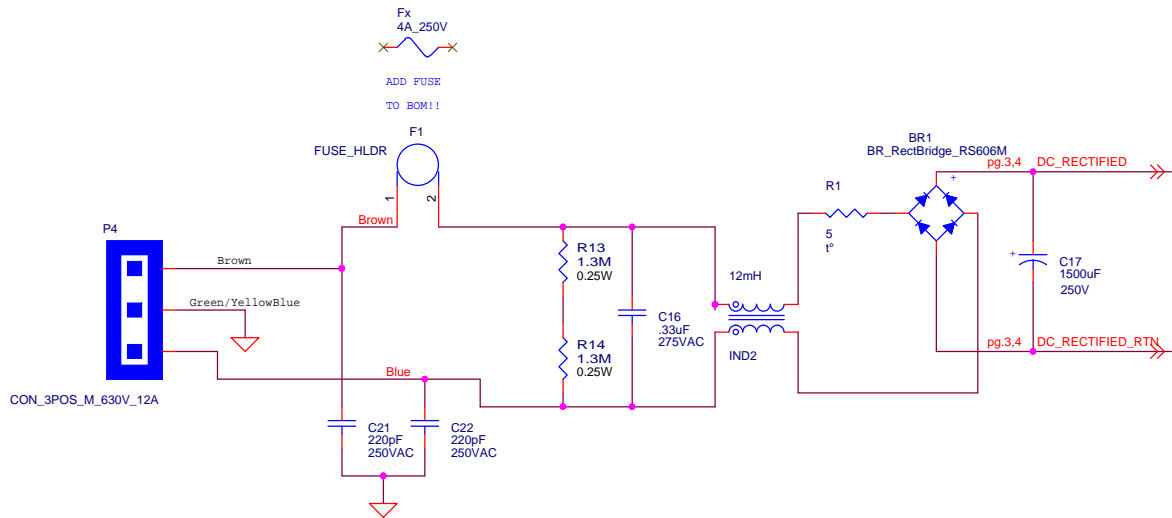 Fx
4A_250V
ADD FUSE
TO BOM!!
F1
FUSE_HLDR
1
2
Brown
BR1
BR_RectBridge_RS606M
pg.3,4
DC_RECTIFIED
R1
5
t°
P4
Brown
Green/YellowBlue
CON_3POS_M_630V_12A
Blue
R13
1.3M
0.25W
R14
1.3M
0.25W
C16
.33uF
275VAC
12mH
IND2
+
+
C17
1500uF
250V
pg.3,4
DC_RECTIFIED_RTN
C21
220pF
250VAC
C22
220pF
250VAC